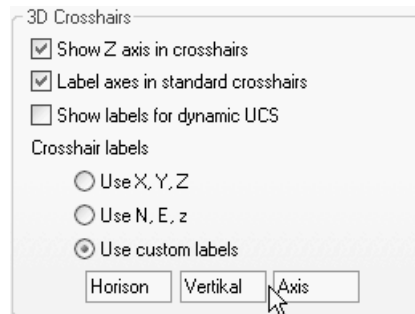 3D Crosshairs
Show Z axis in crosshairs
Label axes in standard crosshairs
Show labels for dynamic UCS
Crosshair labels
Use X, Y, Z
Use N, E, z
Use custom labels
Horison Vertikal Axis